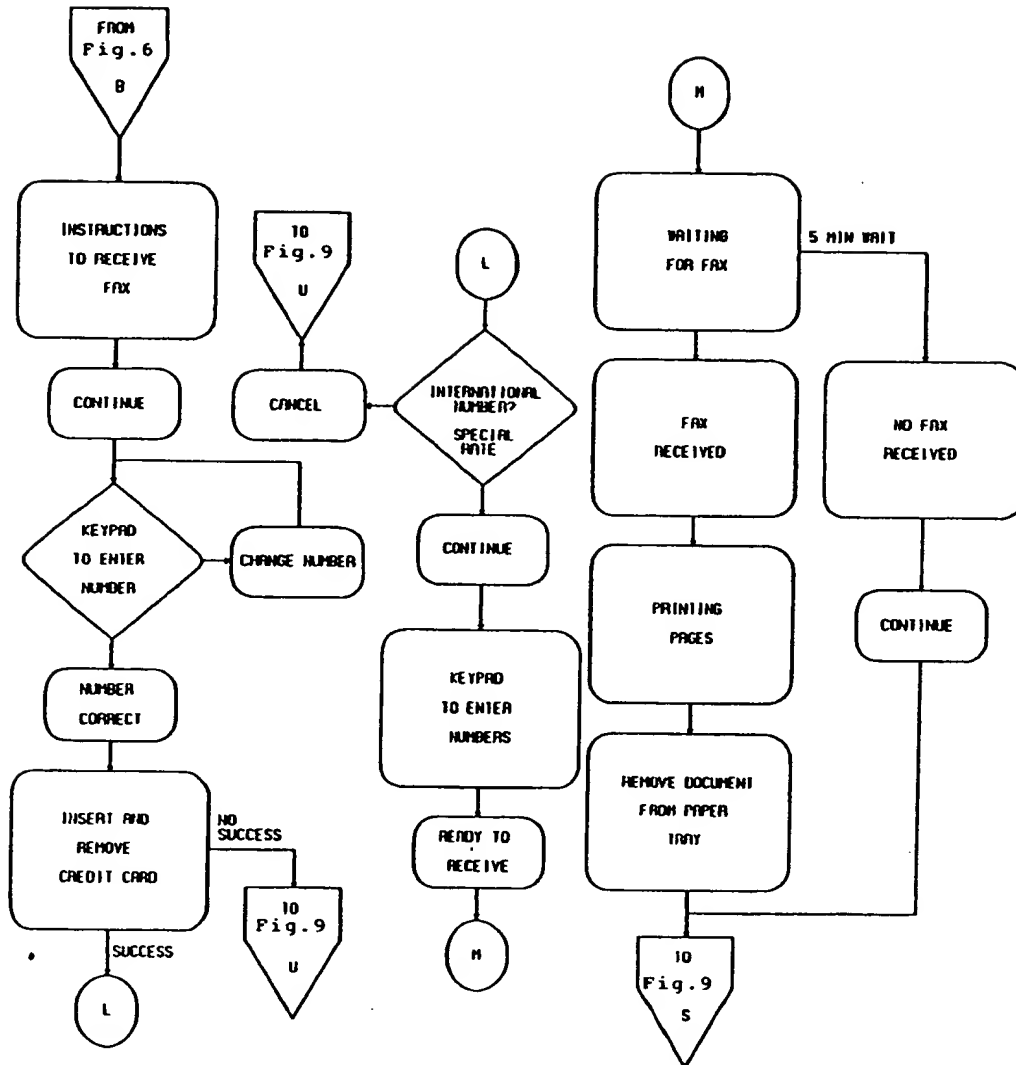 FROM
Fig.6
B
INSTRUCTIONS
TO RECEIVE
FAX
CONTINUE
KEYPAD
TO ENTER
NUMBER
CHANGE NUMBER
NUMBER
CORRECT
INSERT AND
REMOVE
CREDIT CARD
NO
SUCCESS
TO
Fig.9
U
SUCCESS
L
TO
Fig.9
U
CANCEL
L
INTERNATIONAL
NUMBER?
SPECIAL
RATE
CONTINUE
KEYPAD
TO ENTER
NUMBERS
READY TO
RECEIVE
M
M
WAITING
FOR FAX
5 MIN WAIT
FAX
RECEIVED
NO FAX
RECEIVED
PRINTING
PAGES
CONTINUE
REMOVE DOCUMENT
FROM PAPER
TRAY
TO
Fig.9
S